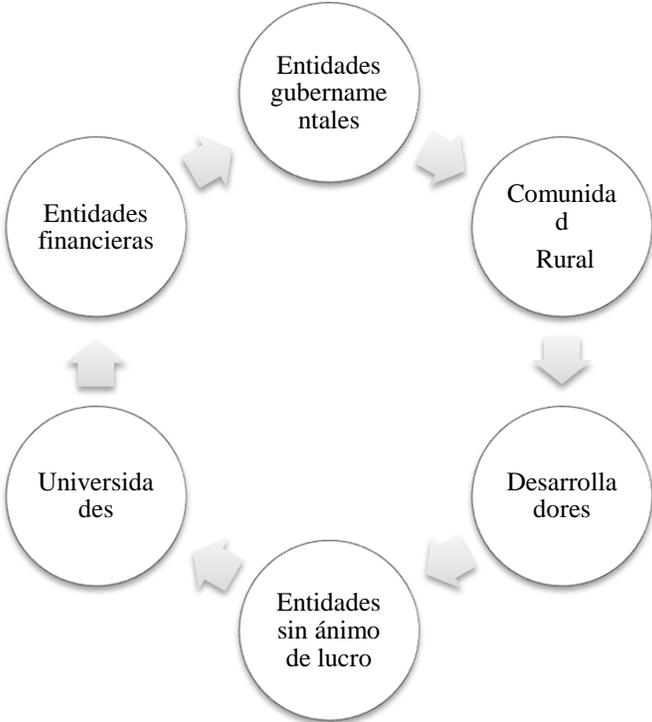 Entidades
gubername
ntales
Comunida
d
Rural
Desarrolla
dores
Entidades
sin ánimo
de lucro
Universida
des
Entidades
financieras